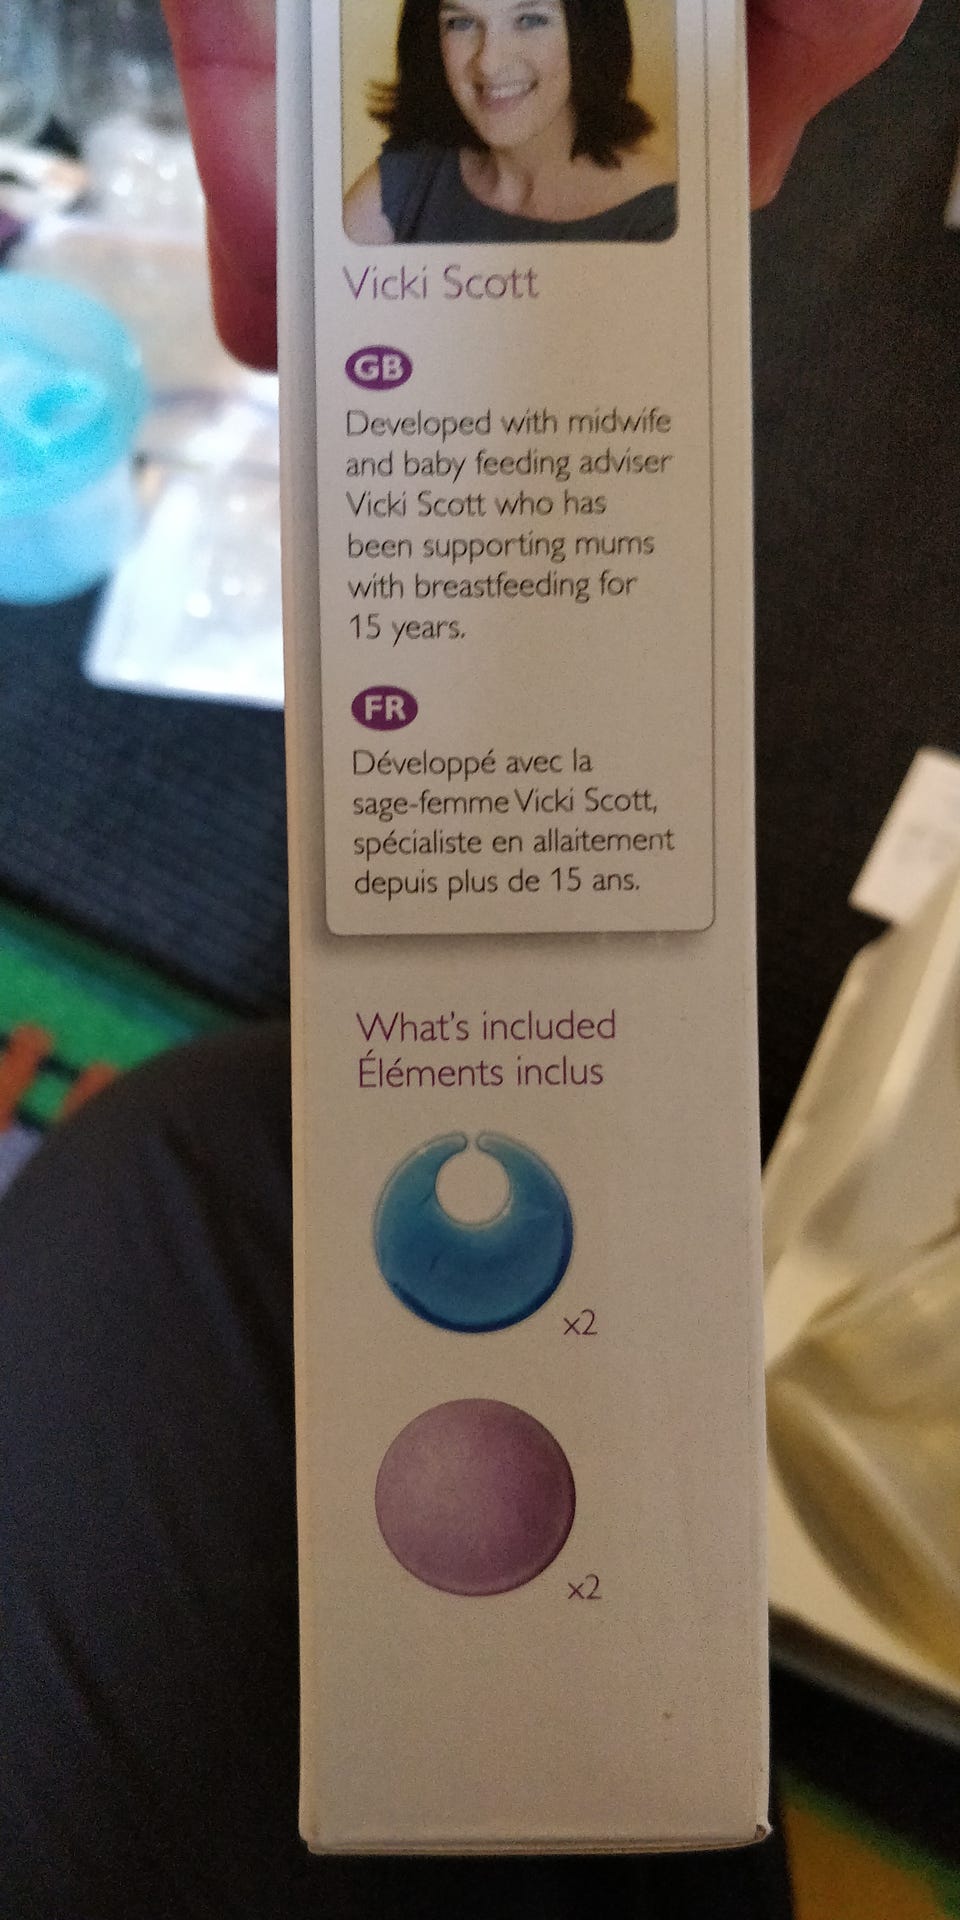 Vicki Scott
GB
Developed with midwife
and baby feeding adviser
Vicki Scott who has
been supporting mums
with breastfeeding for
15 years.
FR
Développé avec la
sage-femme Vicki Scott,
spécialiste en allaitement
depuis plus de 15 ans.
What's included
Éléments inclus
x2
x2